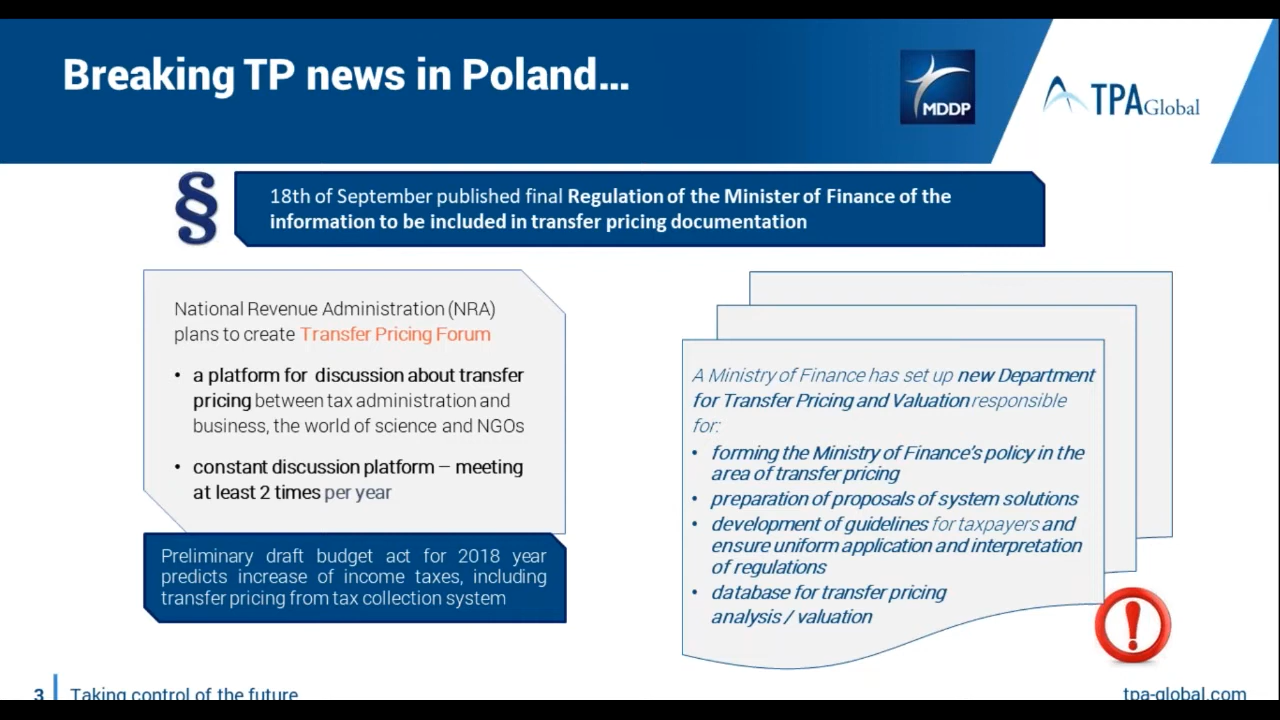 Breaking TP news in Poland...
MDDP
TPA Global
§
18th of September published final Regulation of the Minister of Finance of the
information to be included in transfer pricing documentation
National Revenue Administration (NRA)
plans to create Transfer Pricing Forum
• a platform for discussion about transfer
pricing between tax administration and
business, the world of science and NGOs
• constant discussion platform – meeting
at least 2 times per year
Preliminary draft budget act for 2018 year
predicts increase of income taxes, including
transfer pricing from tax collection system
A Ministry of Finance has set up new Department
for Transfer Pricing and Valuation responsible
for:
• forming the Ministry of Finance's policy in the
area of transfer pricing
• preparation of proposals of system solutions
• development of guidelines for taxpayers and
ensure uniform application and interpretation
of regulations
• database for transfer pricing
analysis / valuation
!
3 Taking control of the future
tpa-global.com